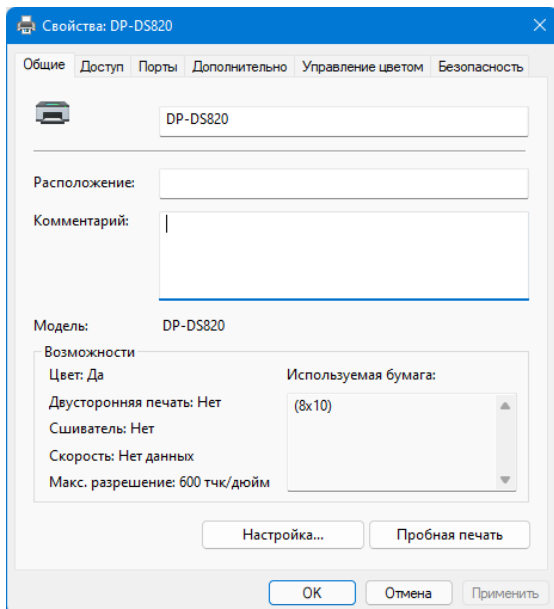 Свойства: DP-DS820
Общие Доступ Порты Дополнительно Управление цветом Безопасность
DP-DS820
Расположение:
Комментарий:
Модель: DP-DS820
Возможности
Цвет: Да
Используемая бумага:
Двусторонняя печать: Нет
(8x10)
Сшиватель: Нет
Скорость: Нет данных
Макс. разрешение: 600 тчк/дюйм
Настройка... Пробная печать
OK Отмена Применить